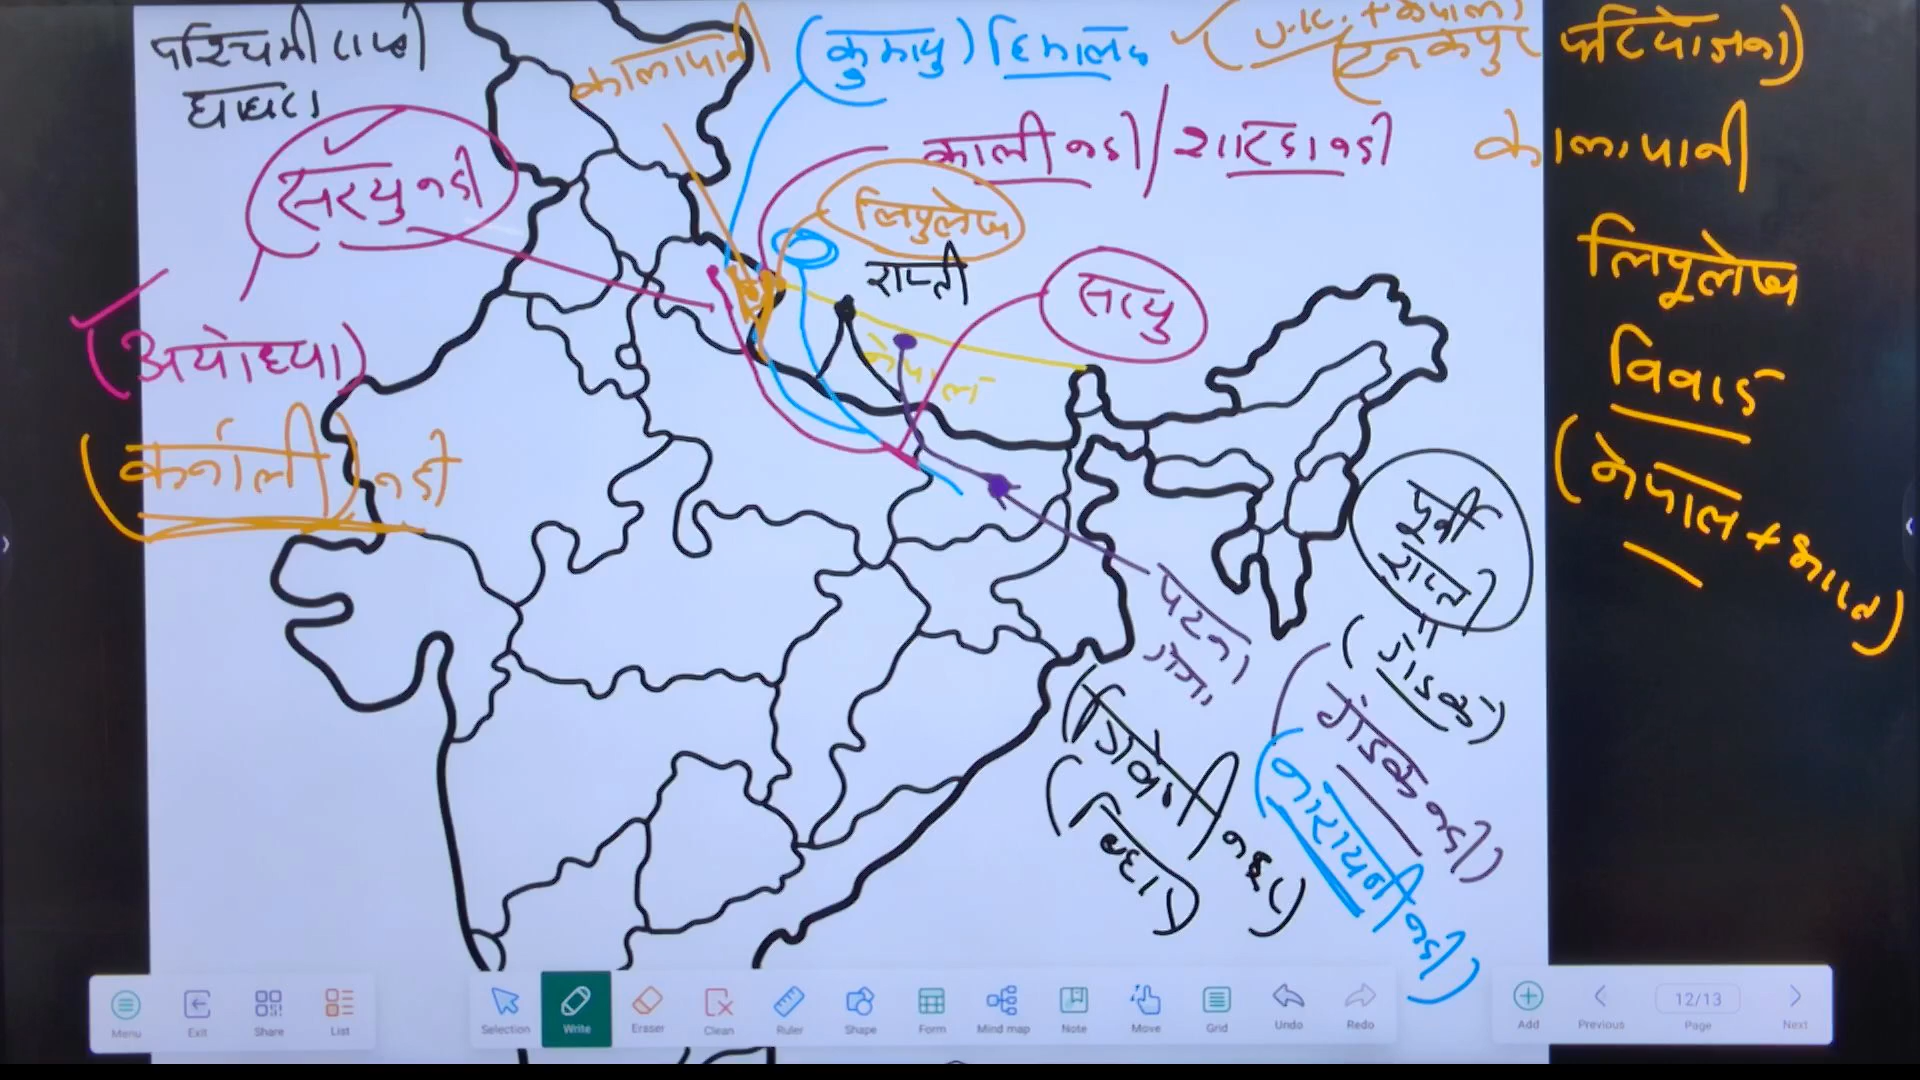 पश्चिमी राप्ती
घाघरा
कालापानी
(कुमायु) हिमालय
(U.K. + नेपाल)
टनकपुर परियोजना)
काली नदी / शारदा नदी
कालापानी
सरयु नदी
लिपुलेख
राप्ती
सरयु
लिपुलेख
विवाद
(नेपाल + भारत)
(अयोध्या)
नेपाल
(कर्नाली) नदी
पूर्वी
राप्ती
(गंडक)
पटना
गंगा
(गंडक नदी)
(नारायणी नदी)
(त्रिवेणी नहर)
Menu
Exit
Share
List
Selection
Write
Eraser
Clean
Ruler
Shape
Form
Mind map
Note
Move
Grid
Undo
Redo
Add
Previous
12/13
Page
Next